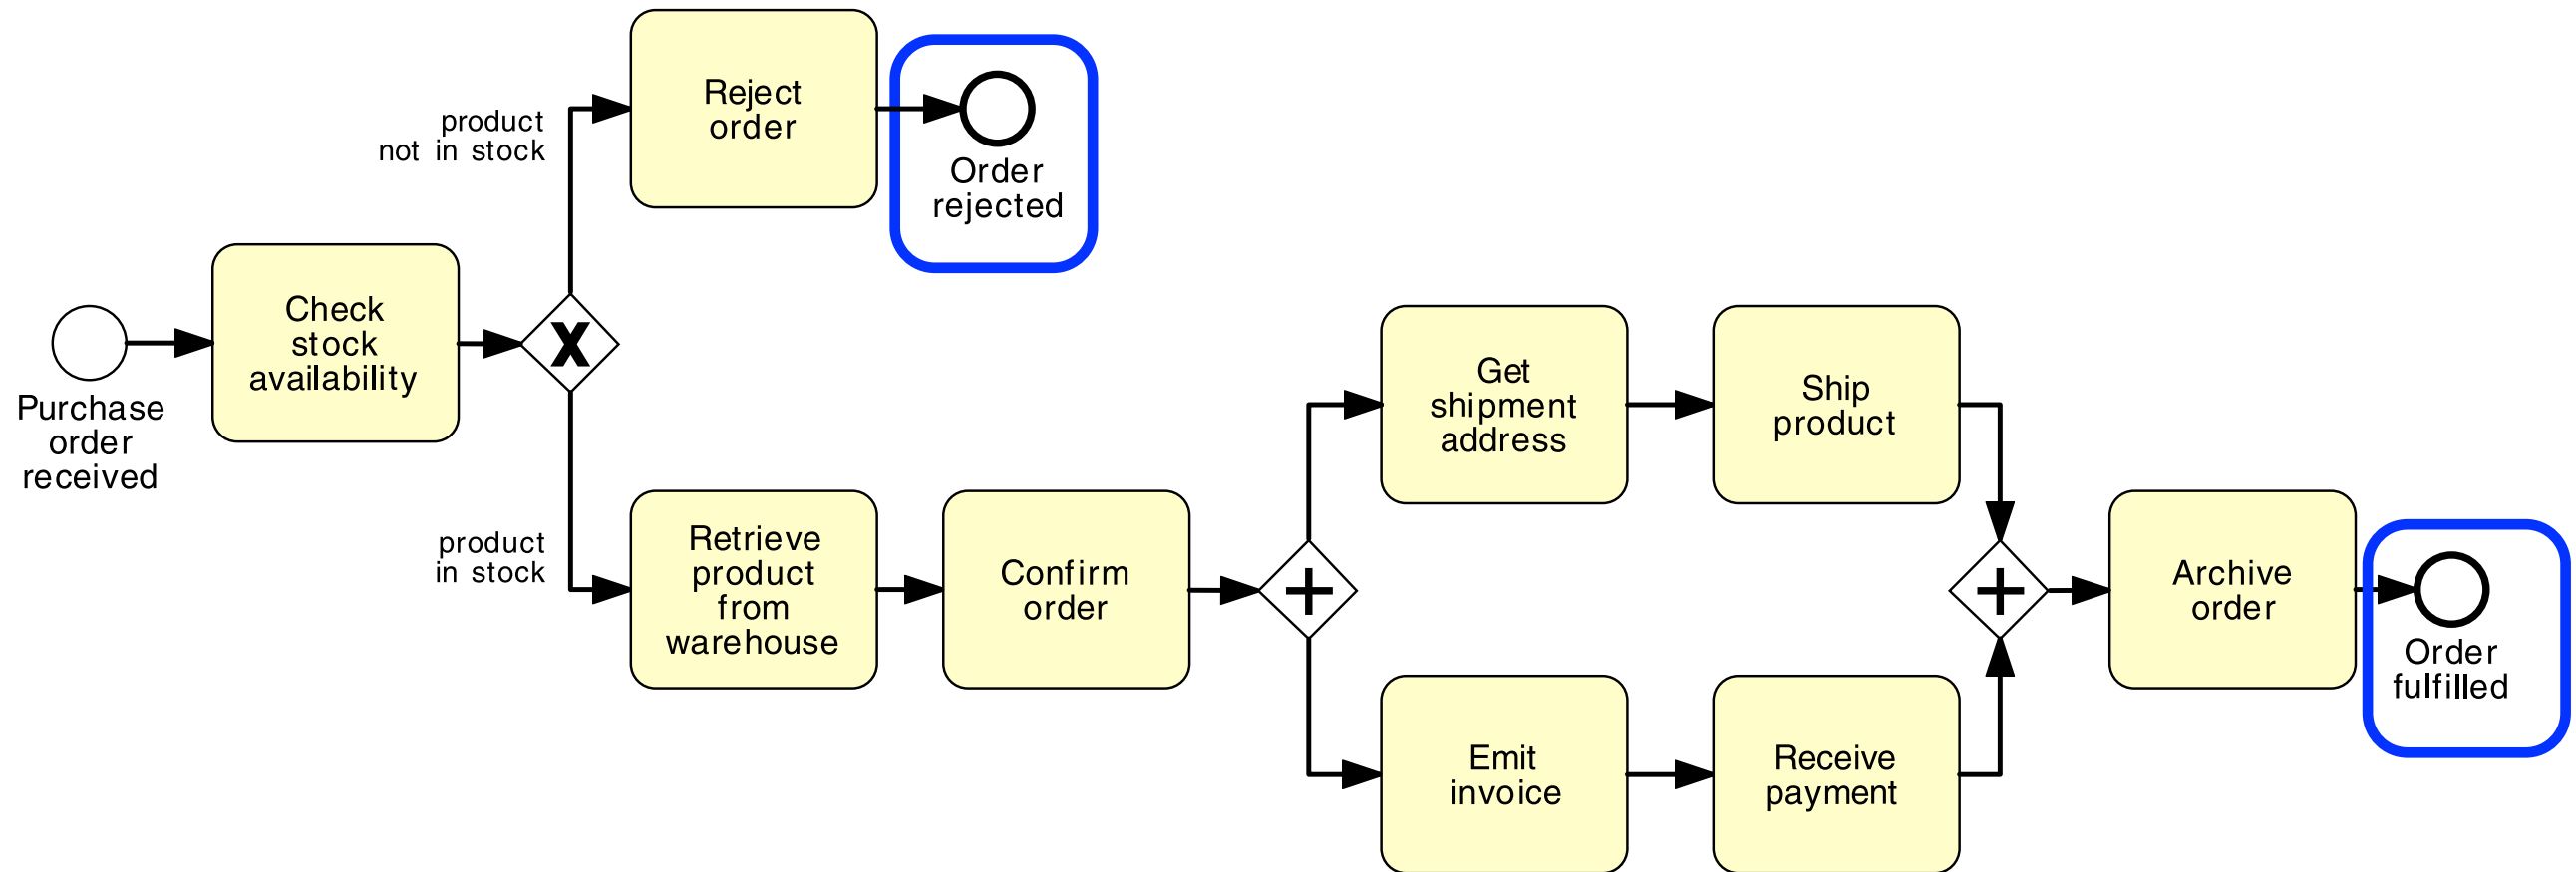 Reject
order
product
not in stock
Order
rejected
Check
stock
availability
X
Purchase
order
received
product
in stock
Retrieve
product
from
warehouse
Confirm
order
+
Get
shipment
address
Ship
product
Emit
invoice
Receive
payment
+
Archive
order
Order
fulfilled